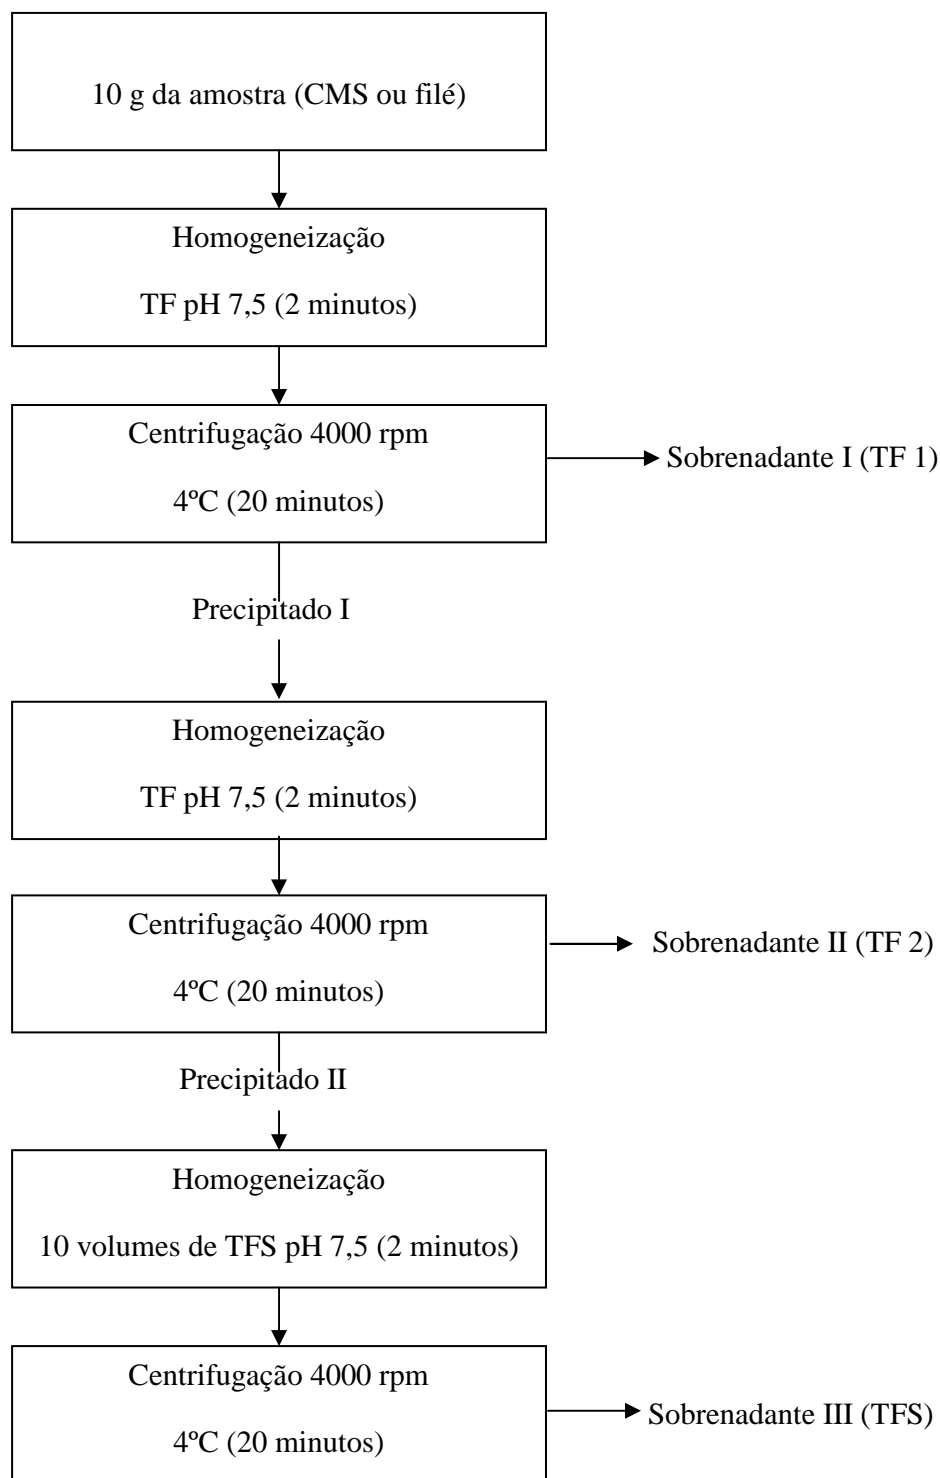 10 g da amostra (CMS ou filé)
Homogeneização
TF pH 7,5 (2 minutos)
Centrifugação 4000 rpm
4ºC (20 minutos)
Sobrenadante I (TF 1)
Precipitado I
Homogeneização
TF pH 7,5 (2 minutos)
Centrifugação 4000 rpm
4ºC (20 minutos)
Sobrenadante II (TF 2)
Precipitado II
Homogeneização
10 volumes de TFS pH 7,5 (2 minutos)
Centrifugação 4000 rpm
4ºC (20 minutos)
Sobrenadante III (TFS)